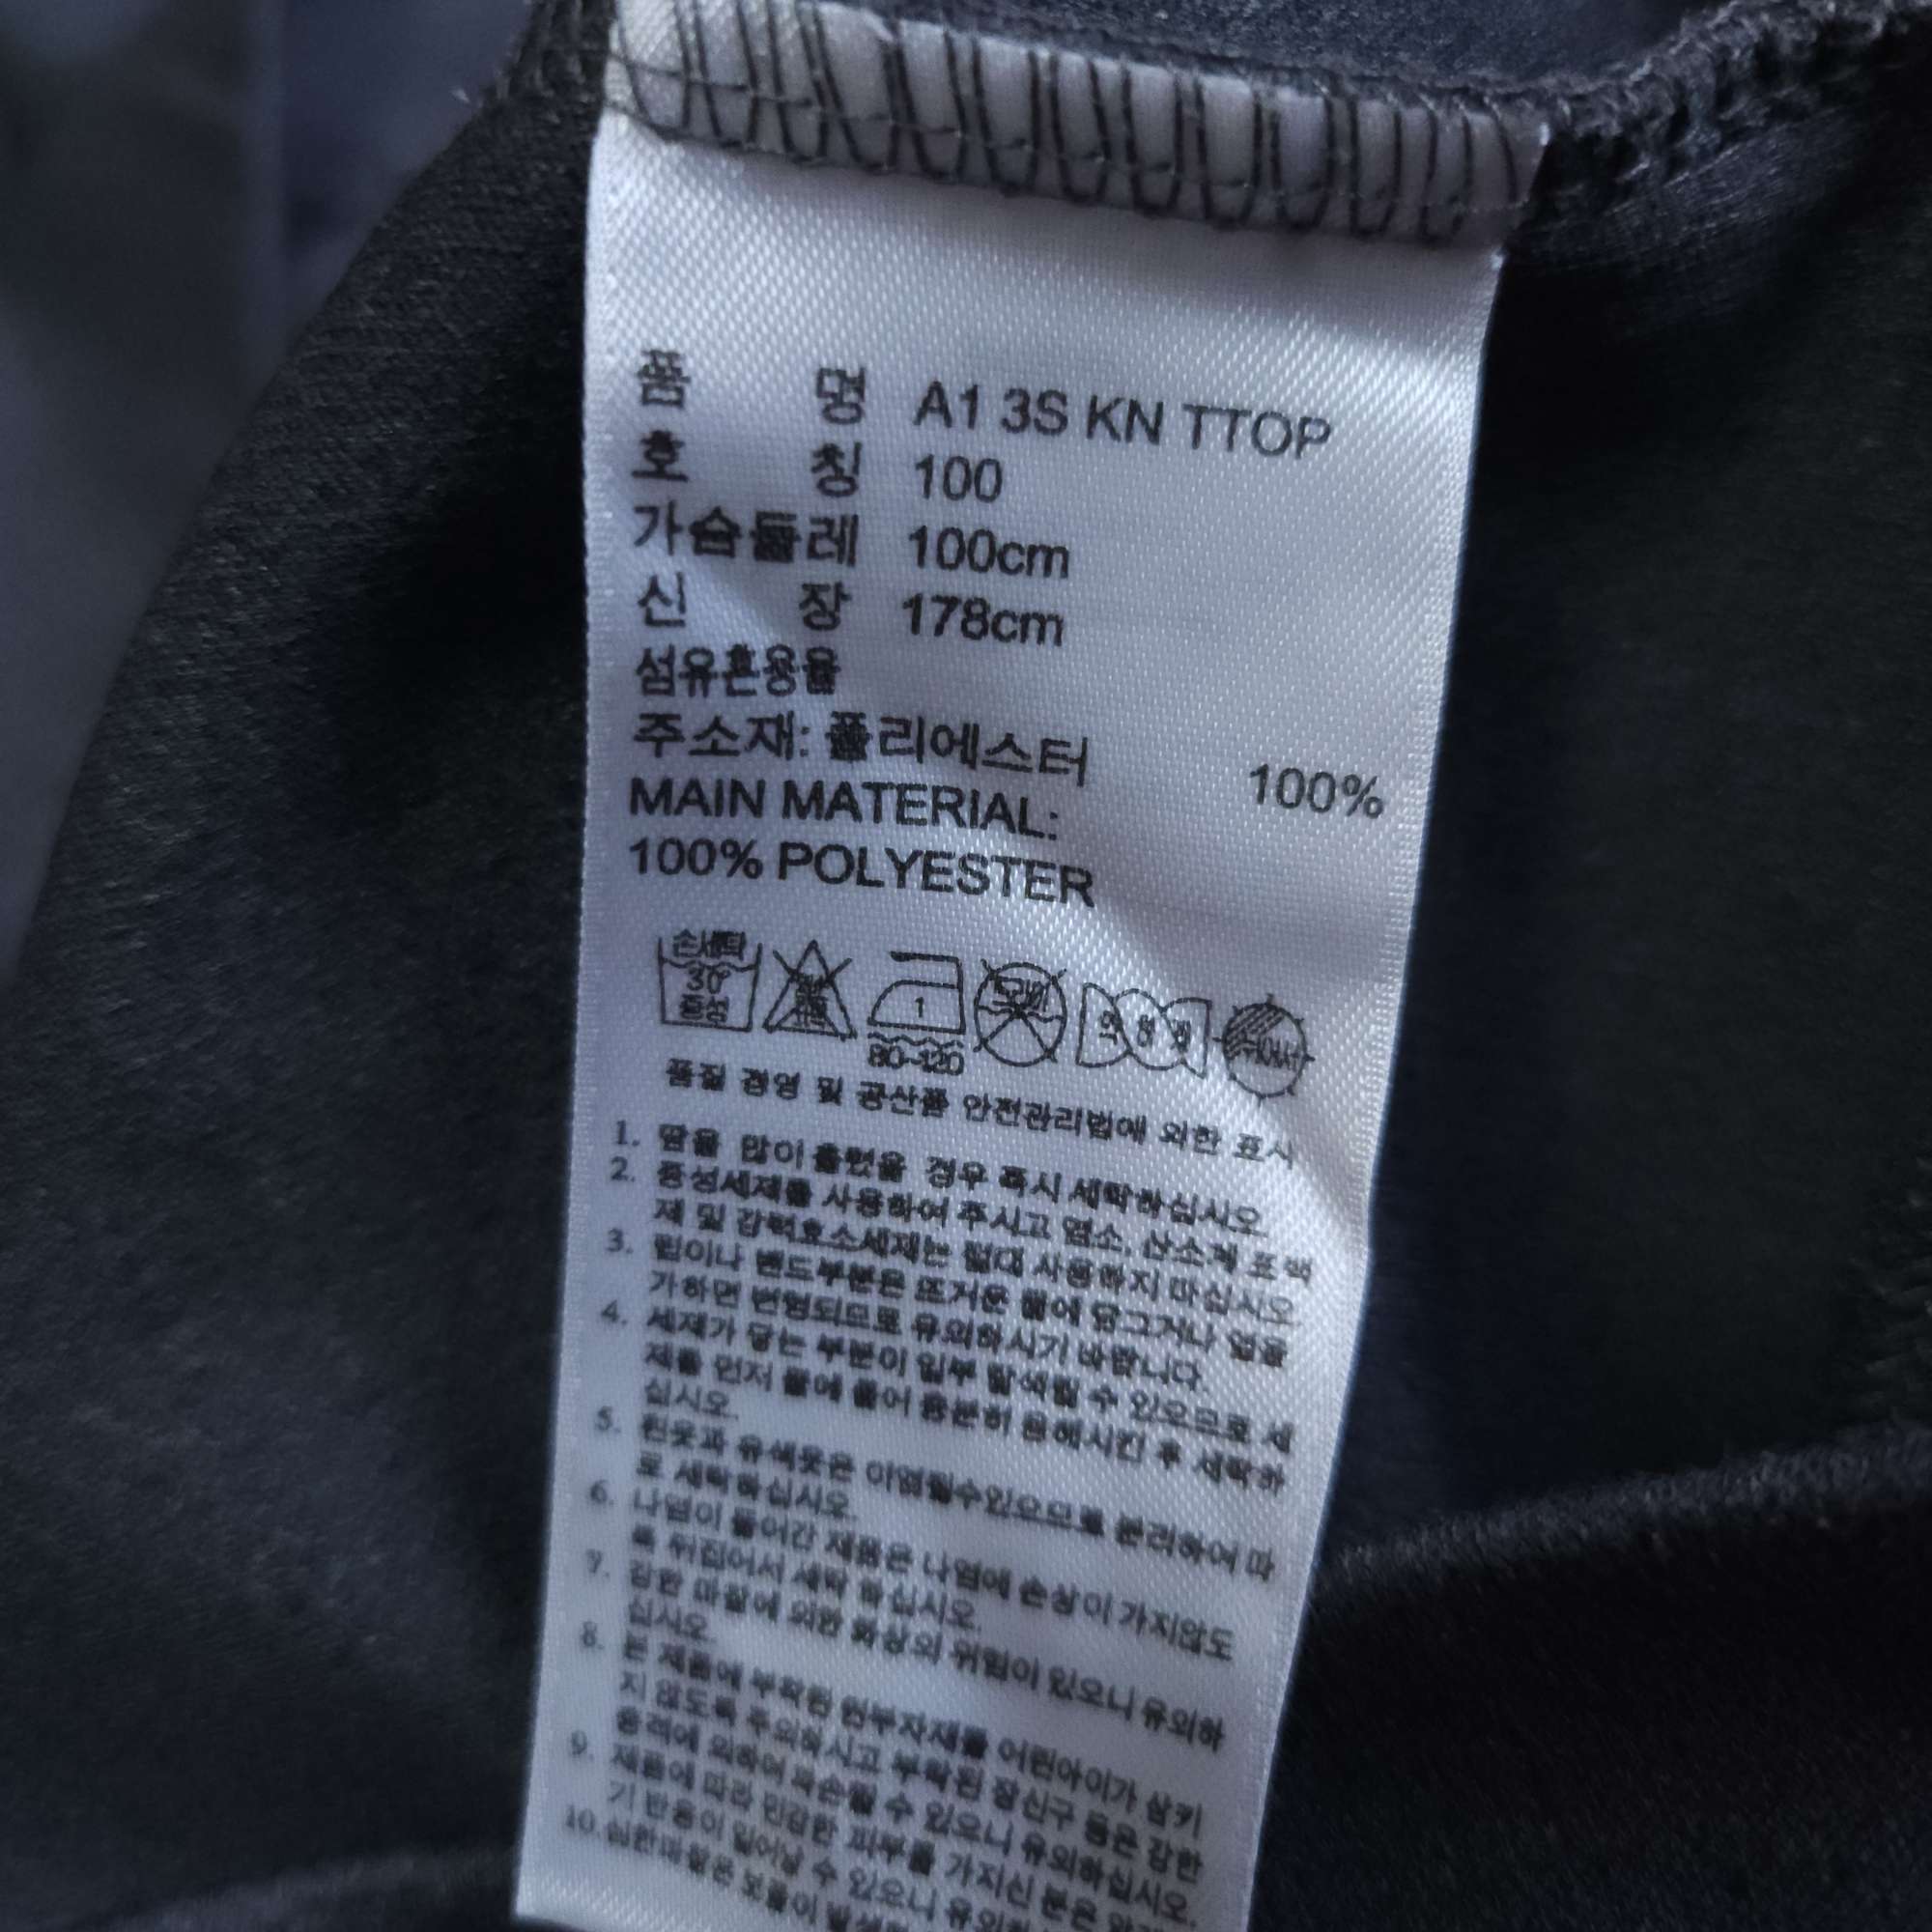 품 명 A1 3S KN TTOP
호 칭 100
가슴둘레 100cm
신 장 178cm
섬유혼용율
주소재: 폴리에스터 100%
MAIN MATERIAL:
100% POLYESTER
손세탁
30°
중성
1
80~120
드라이
약 하 게
품질 경영 및 공산품 안전관리법에 의한 표시
1. 땀을 많이 흘렸을 경우 즉시 세탁하십시오.
2. 중성세제를 사용하여 주시고 염소, 산소계 표백
제 및 강력효소세제는 절대 사용하지 마십시오.
3. 립이나 밴드부분은 뜨거운 물에 담그거나 열을
가하면 변형되므로 유의하시기 바랍니다.
4. 세제가 닿는 부분이 일부 탈색될 수 있으므로 세
제를 먼저 물에 풀어 충분히 용해시킨 후 세탁하
십시오.
5. 흰옷과 유색옷은 이염될수있으므로 분리하여 따
로 세탁하십시오.
6. 나염이 들어간 제품은 나염에 손상이 가지않도
록 뒤집어서 세탁 하십시오.
7. 강한 마찰에 의한 화상의 위험이 있으니 유의하
십시오.
8. 본 제품에 부착된 원부자재를 어린아이가 삼키
지 않도록 주의하시고 부착된 장신구 등은 강한
충격에 의하여 파손될 수 있으니 유의하십시오.
9. 제품에 따라 민감한 피부를 가지신 분은
기 반응이 일어날 수 있으니
10.심한마찰은 보풀이